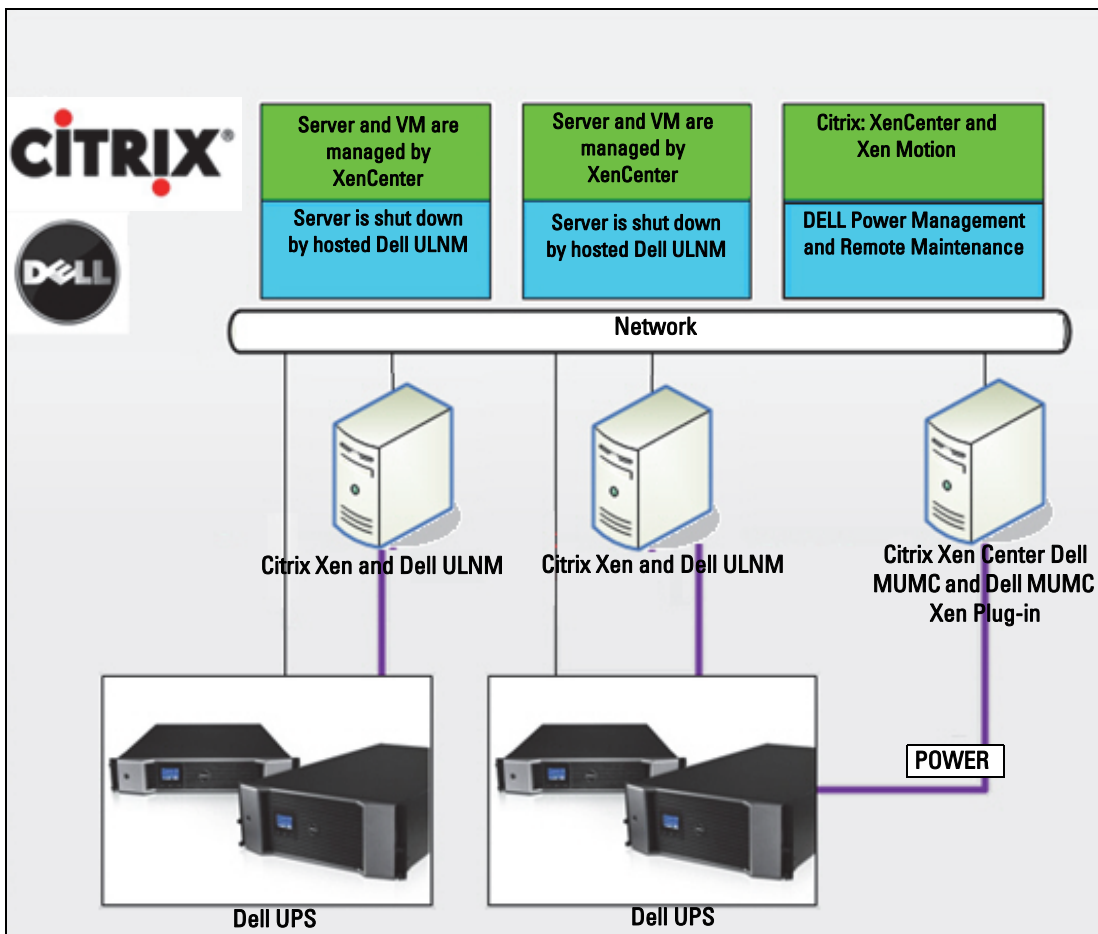 CITRIX®
DELL
Server and VM are
managed by
XenCenter
Server is shut down
by hosted Dell ULNM
Server and VM are
managed by
XenCenter
Server is shut down
by hosted Dell ULNM
Citrix: XenCenter and
Xen Motion
DELL Power Management
and Remote Maintenance
Network
Citrix Xen and Dell ULNM
Citrix Xen and Dell ULNM
Citrix Xen Center Dell
MUMC and Dell MUMC
Xen Plug-in
POWER
Dell UPS
Dell UPS